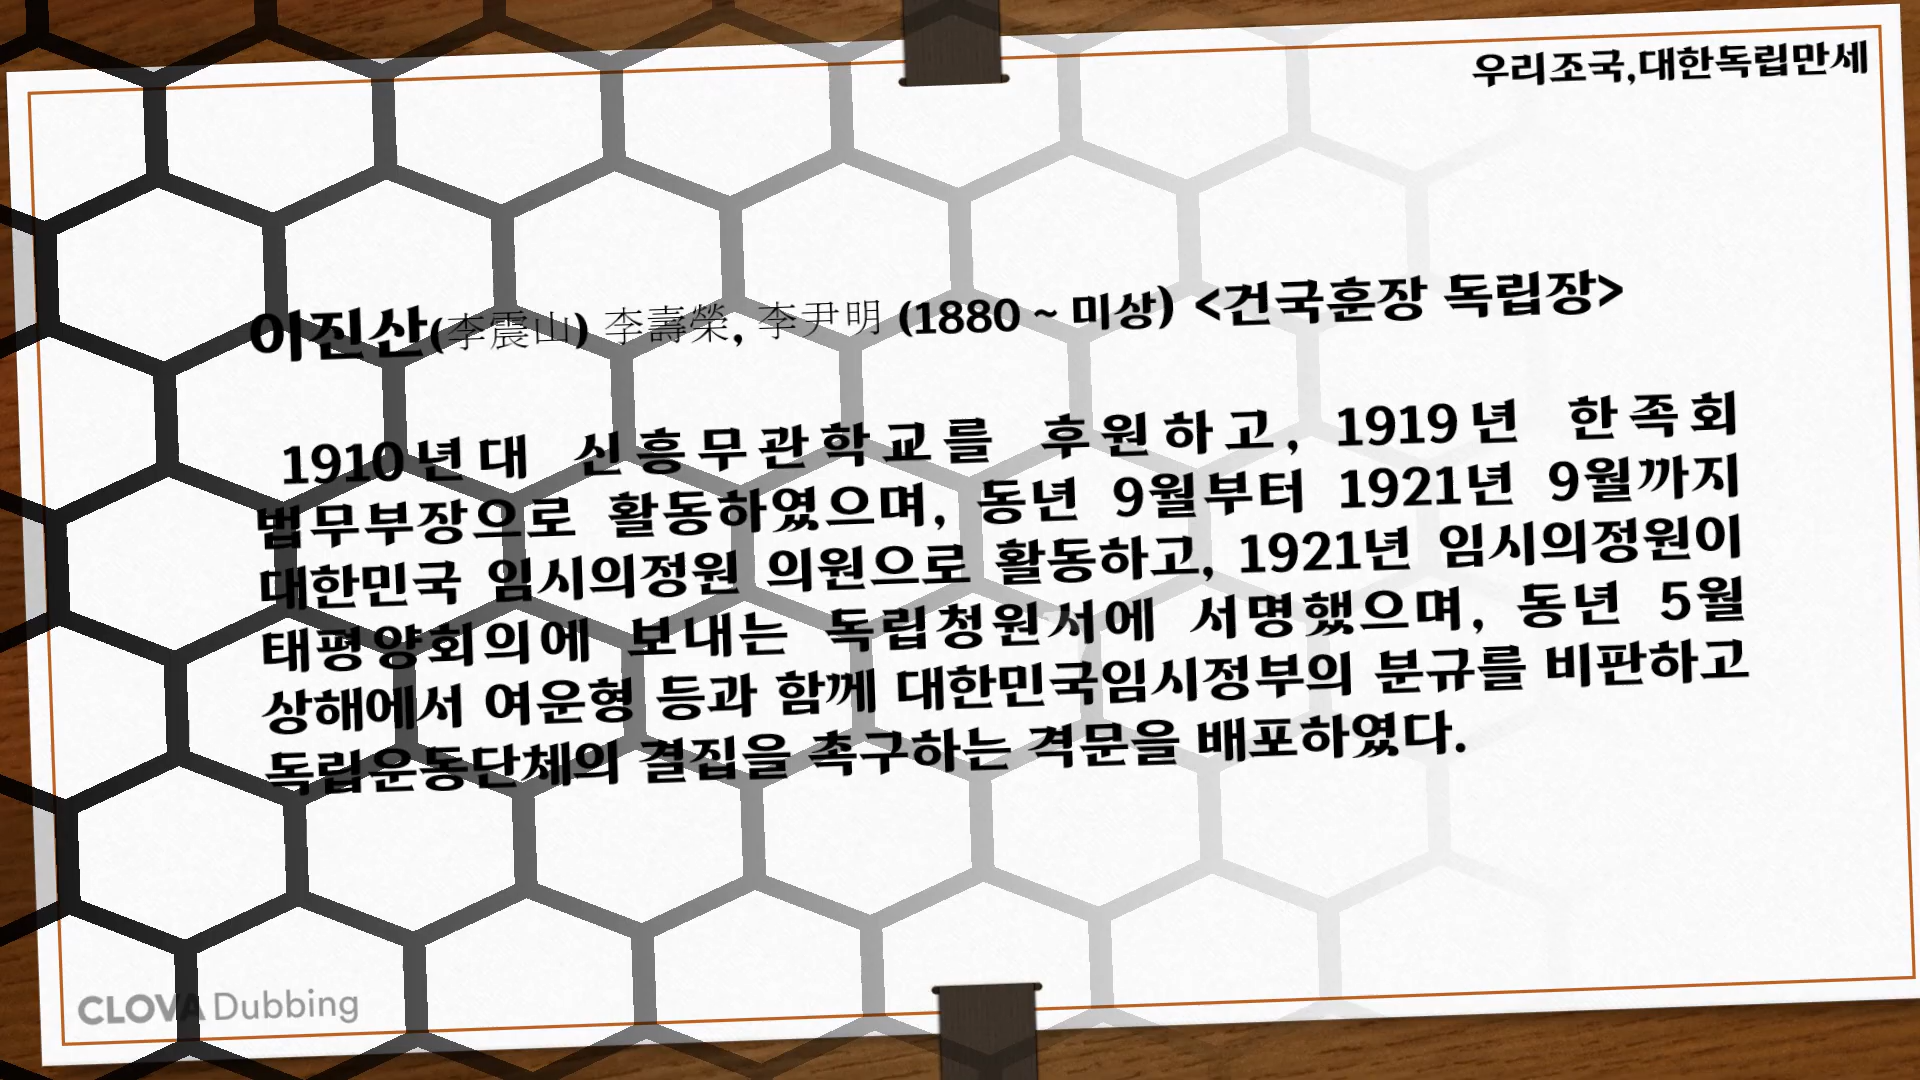 우리조국,대한독립만세
이진산(李震山) 李壽榮, 李尹明 (1880 ~ 미상) <건국훈장 독립장>
1910년대 신흥무관학교를 후원하고, 1919년 한족회
법무부장으로 활동하였으며, 동년 9월부터 1921년 9월까지
대한민국 임시의정원 의원으로 활동하고, 1921년 임시의정원이
태평양회의에 보내는 독립청원서에 서명했으며, 동년 5월
상해에서 여운형 등과 함께 대한민국임시정부의 분규를 비판하고
독립운동단체의 결집을 촉구하는 격문을 배포하였다.
CLOVA Dubbing